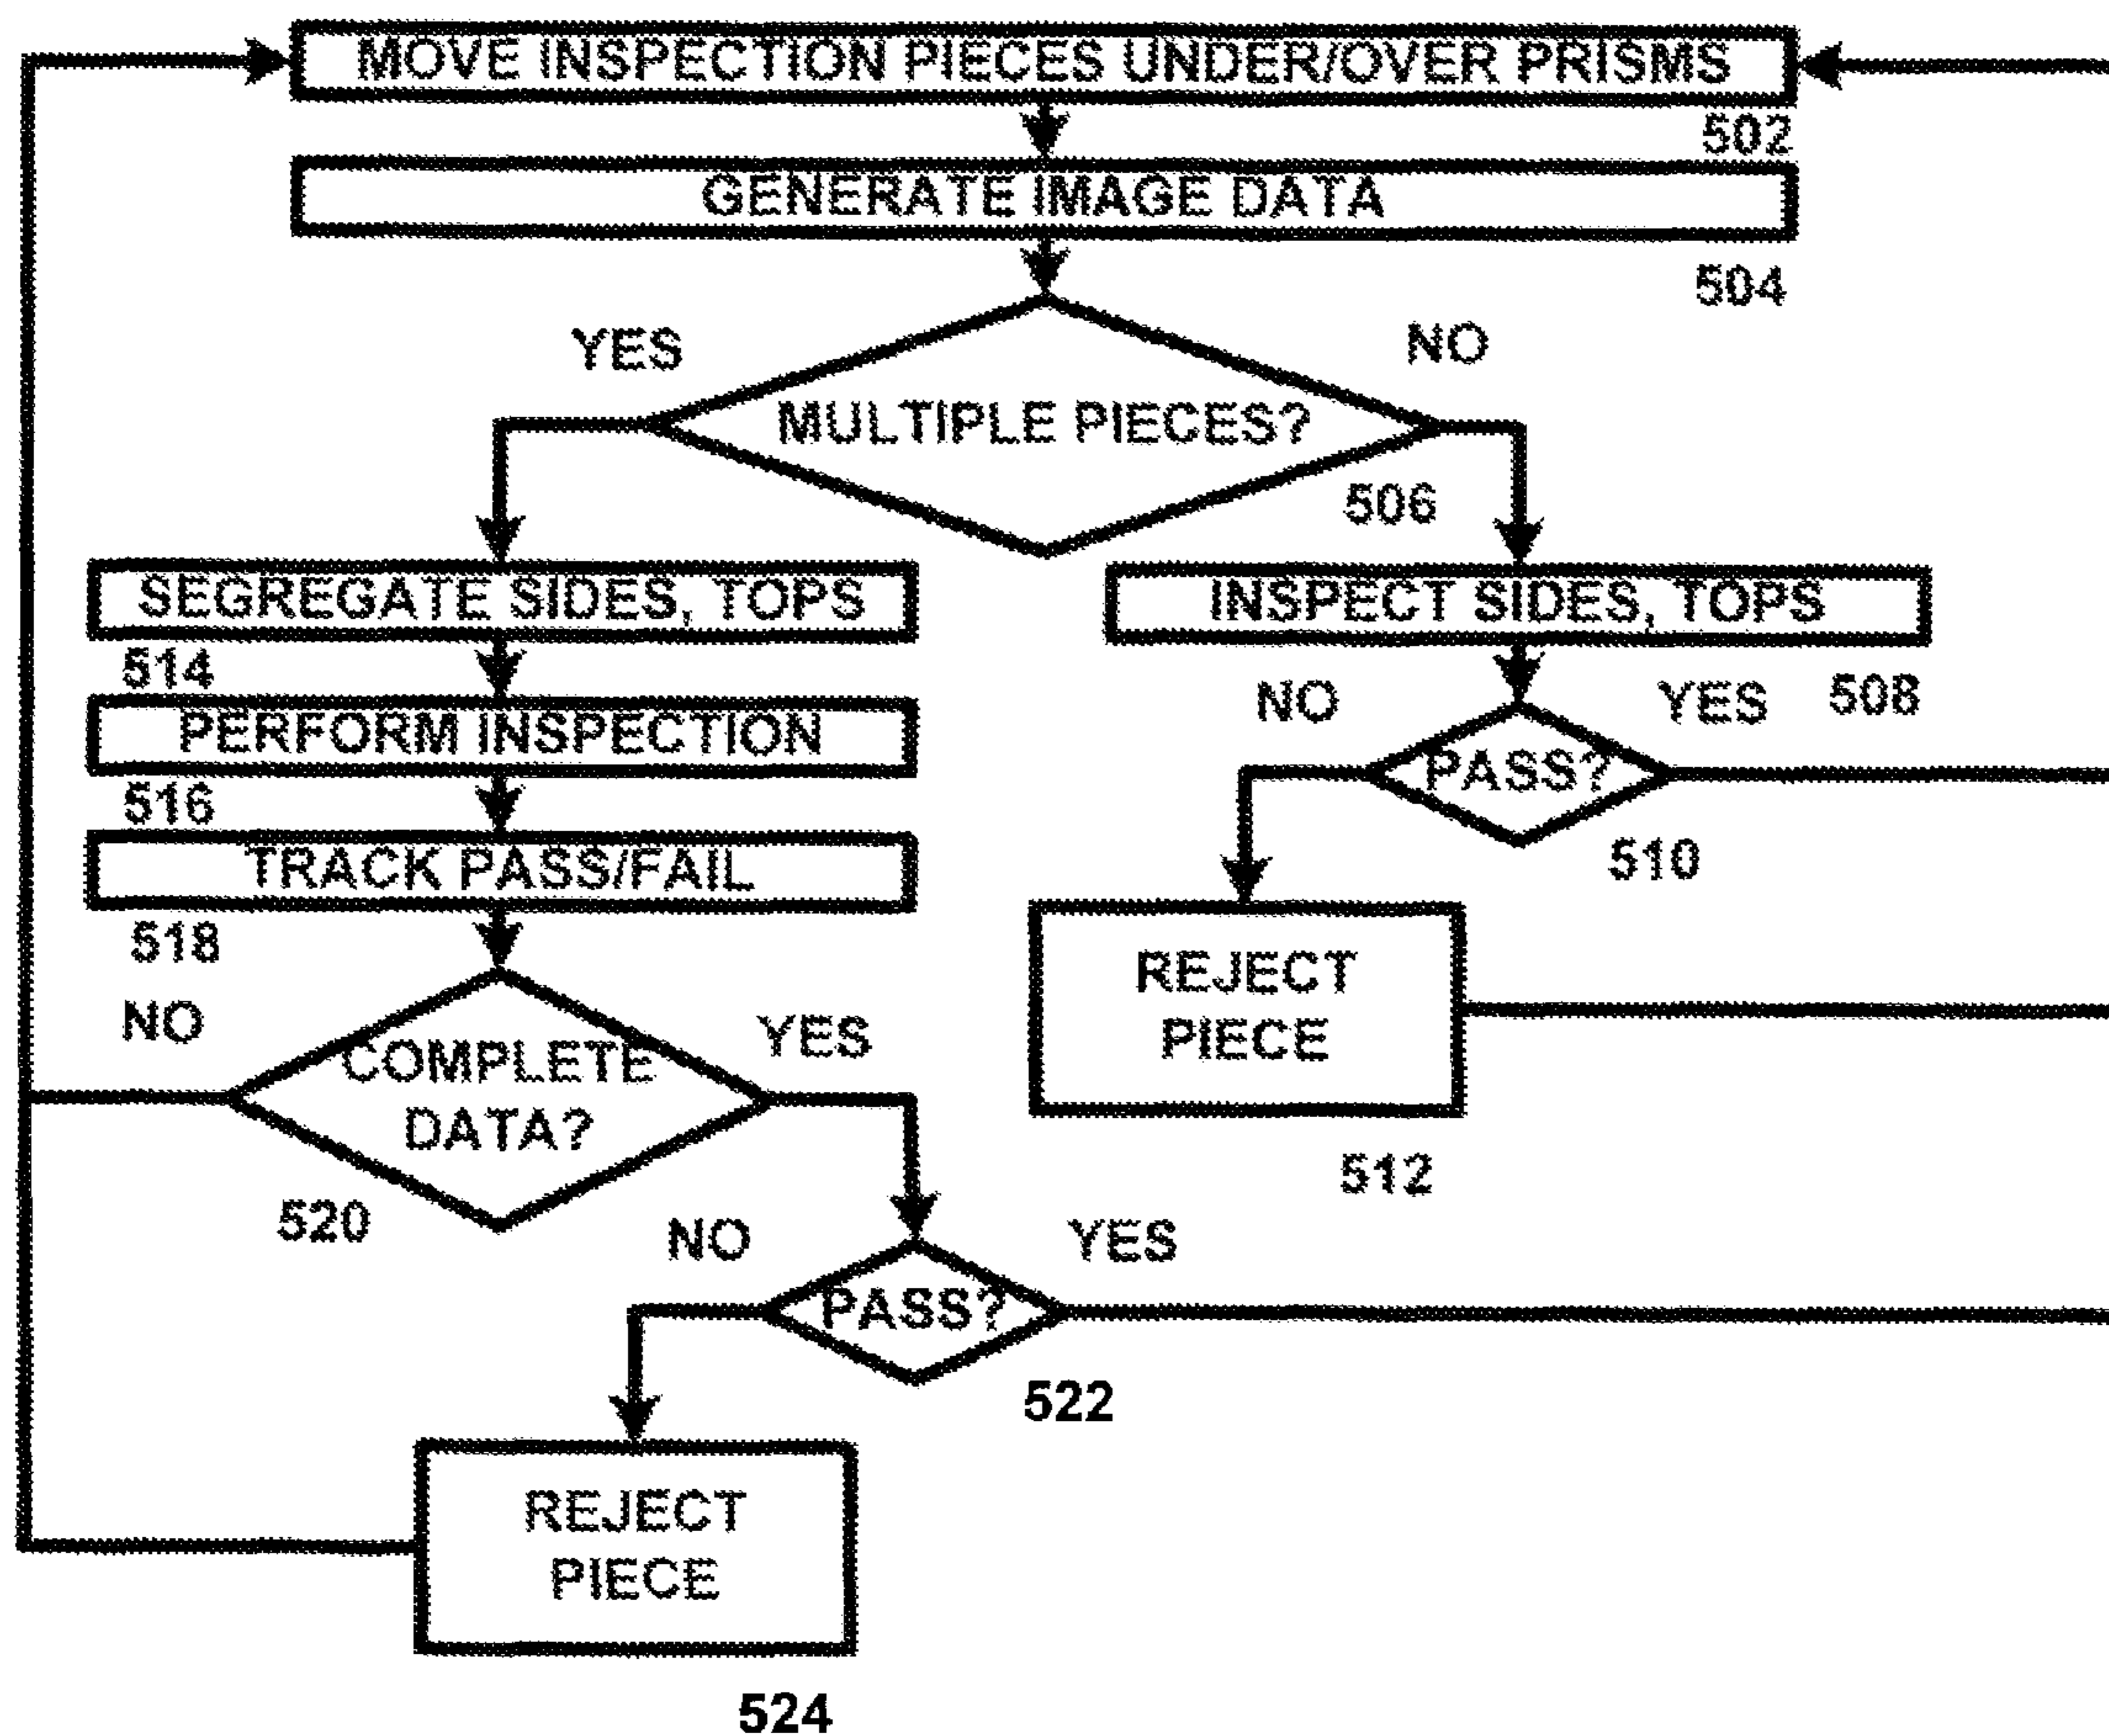 MOVE INSPECTION PIECES UNDER/OVER PRISMS
502
GENERATE IMAGE DATA
504
YES
NO
MULTIPLE PIECES?
506
SEGREGATE SIDES, TOPS
514
INSPECT SIDES, TOPS
508
PERFORM INSPECTION
516
NO
YES
PASS?
510
TRACK PASS/FAIL
518
REJECT
PIECE
512
NO
YES
COMPLETE
DATA?
520
NO
YES
PASS?
522
REJECT
PIECE
524